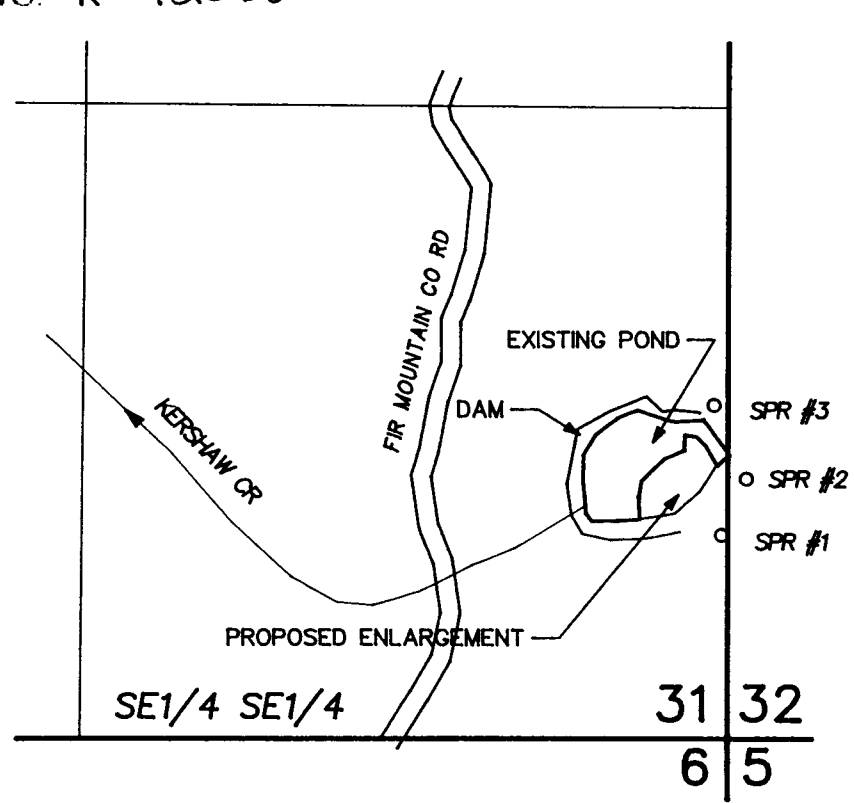 FIR MOUNTAIN CO RD
EXISTING POND
DAM
SPR #3
KERSHAW CR
SPR #2
SPR #1
PROPOSED ENLARGEMENT
SE1/4 SE1/4
31 32
6 5